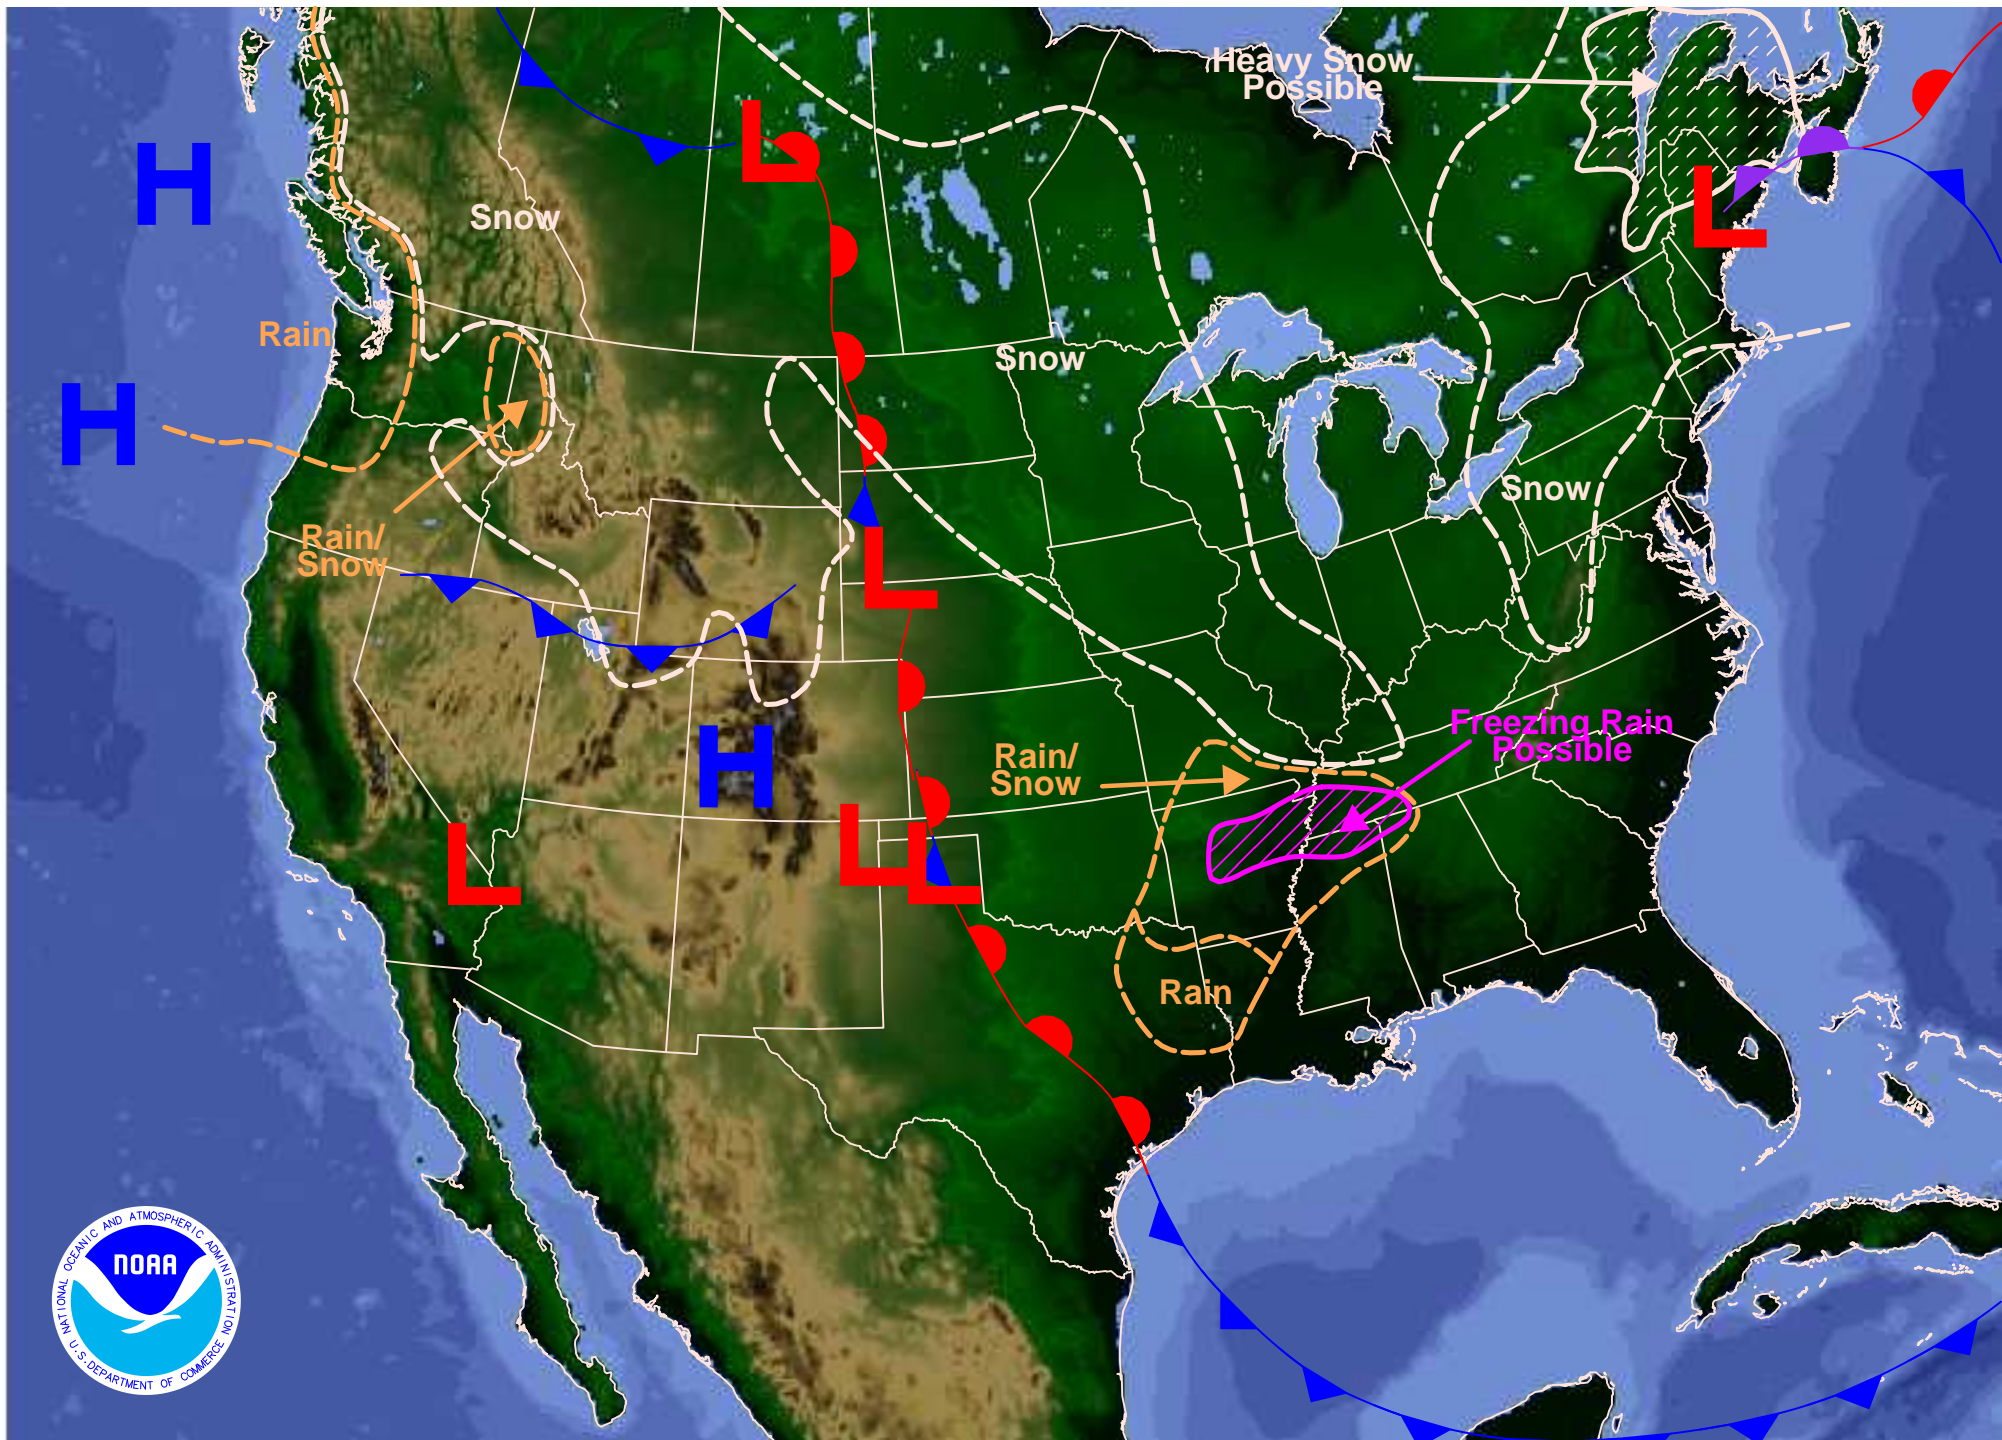 Heavy Snow
Possible
H
L
Snow
L
Rain
Snow
H
Snow
Rain/
Snow
L
Freezing Rain
Possible
Rain/
Snow
H
L
L
L
Rain
NATIONAL OCEANIC AND ATMOSPHERIC ADMINISTRATION
NOAA
U.S. DEPARTMENT OF COMMERCE